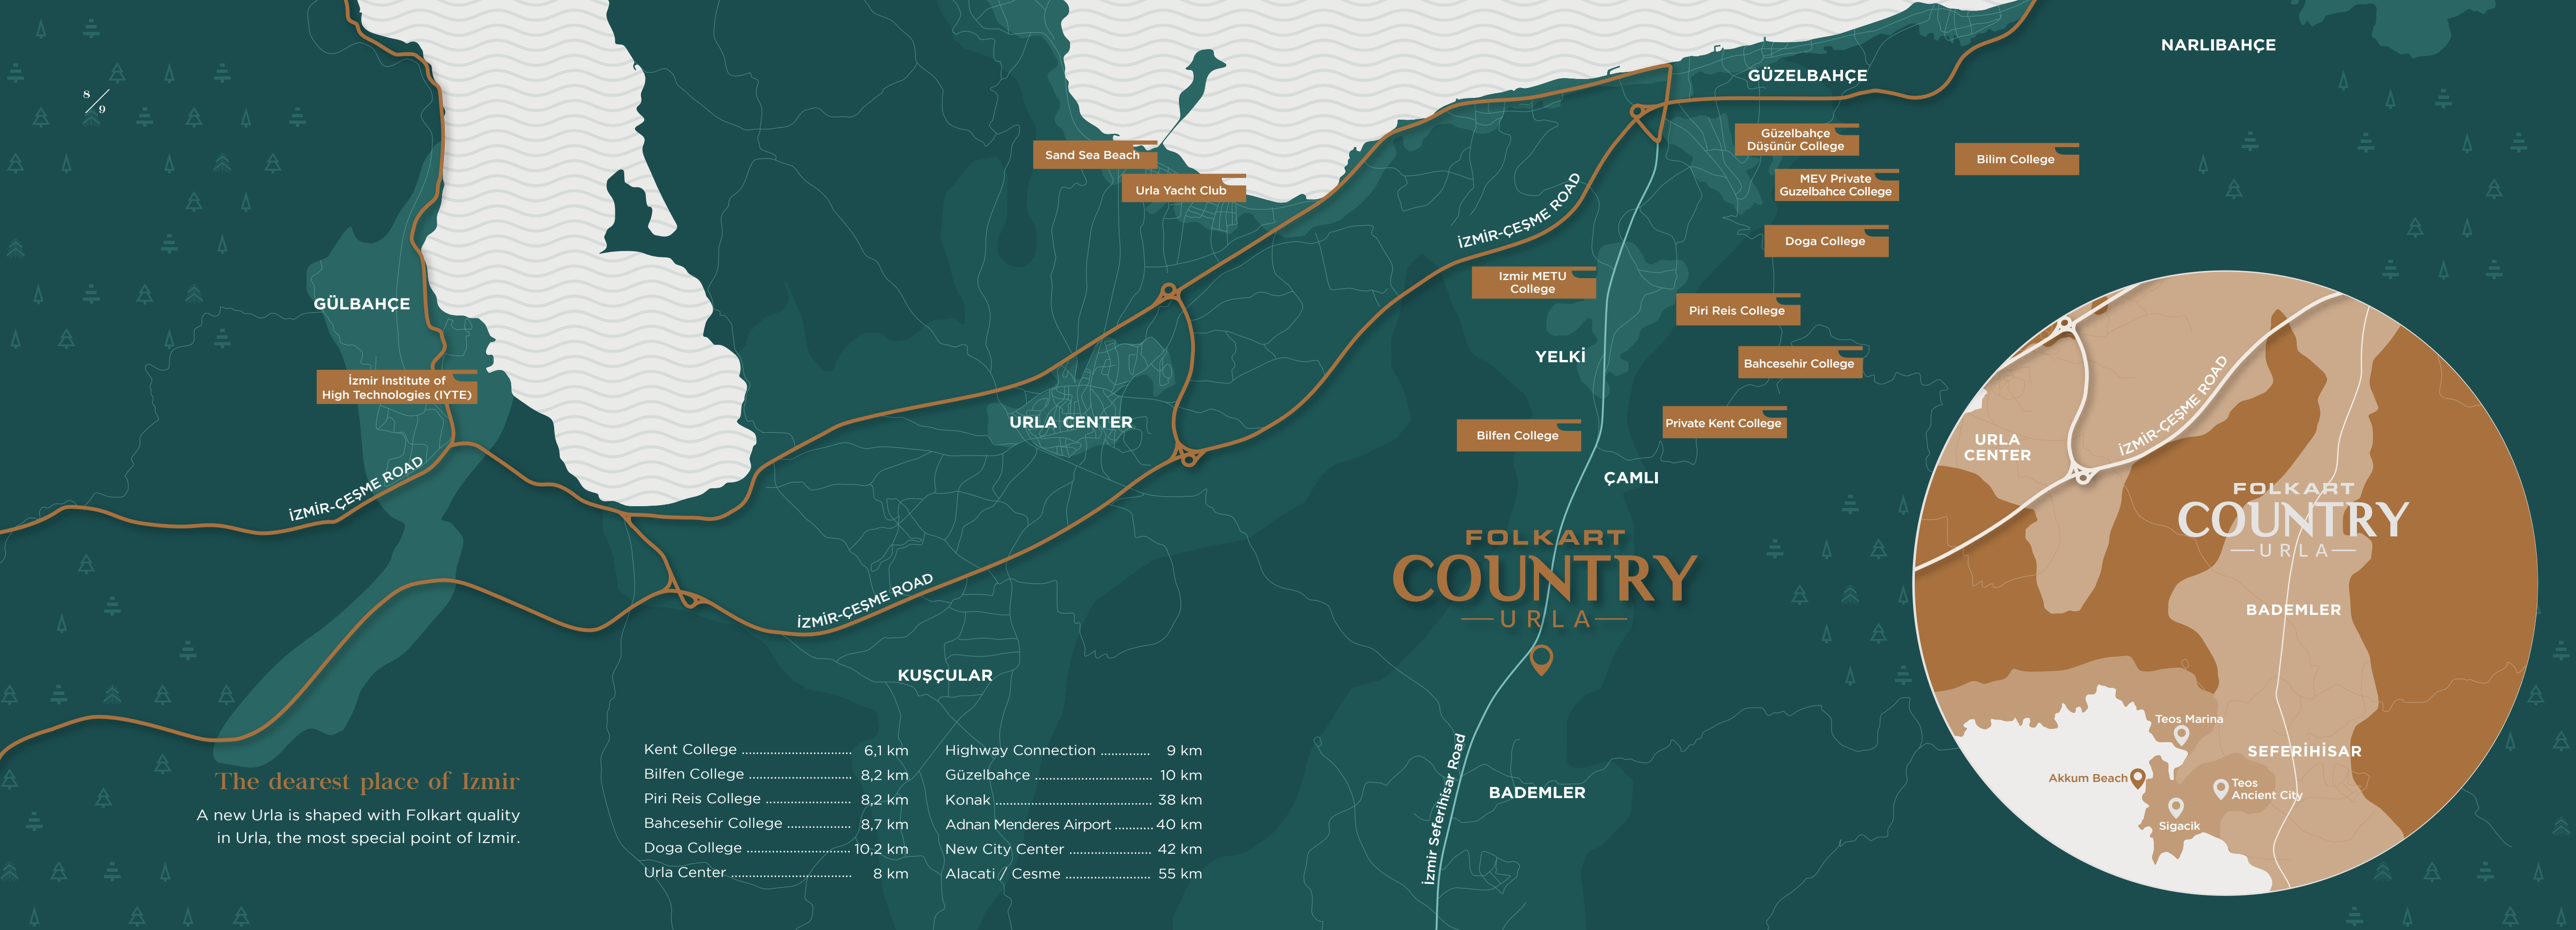 8
9
NARLIBAHÇE
GÜZELBAHÇE
Güzelbahçe
Düşünür College
Bilim College
Sand Sea Beach
Urla Yacht Club
MEV Private
Guzelbahce College
İZMİR-ÇEŞME ROAD
Doga College
Izmir METU
College
GÜLBAHÇE
Piri Reis College
YELKİ
Bahcesehir College
İzmir Institute of
High Technologies (IYTE)
URLA CENTER
Bilfen College
Private Kent College
İZMİR-ÇEŞME ROAD
ÇAMLI
FOLKART
COUNTRY
URLA
İZMİR-ÇEŞME ROAD
KUŞÇULAR
BADEMLER
İzmir Seferihisar Road
The dearest place of Izmir
A new Urla is shaped with Folkart quality
in Urla, the most special point of Izmir.
Kent College .............................. 6,1 km
Bilfen College ............................ 8,2 km
Piri Reis College ....................... 8,2 km
Bahcesehir College ................. 8,7 km
Doga College ............................ 10,2 km
Urla Center ................................. 8 km
Highway Connection ............. 9 km
Güzelbahçe ................................ 10 km
Konak ........................................... 38 km
Adnan Menderes Airport ........... 40 km
New City Center ...................... 42 km
Alacati / Cesme ....................... 55 km
İZMİR-ÇEŞME ROAD
URLA
CENTER
FOLKART
COUNTRY
URLA
BADEMLER
Teos Marina
SEFERİHİSAR
Akkum Beach
Teos
Ancient City
Sigacik